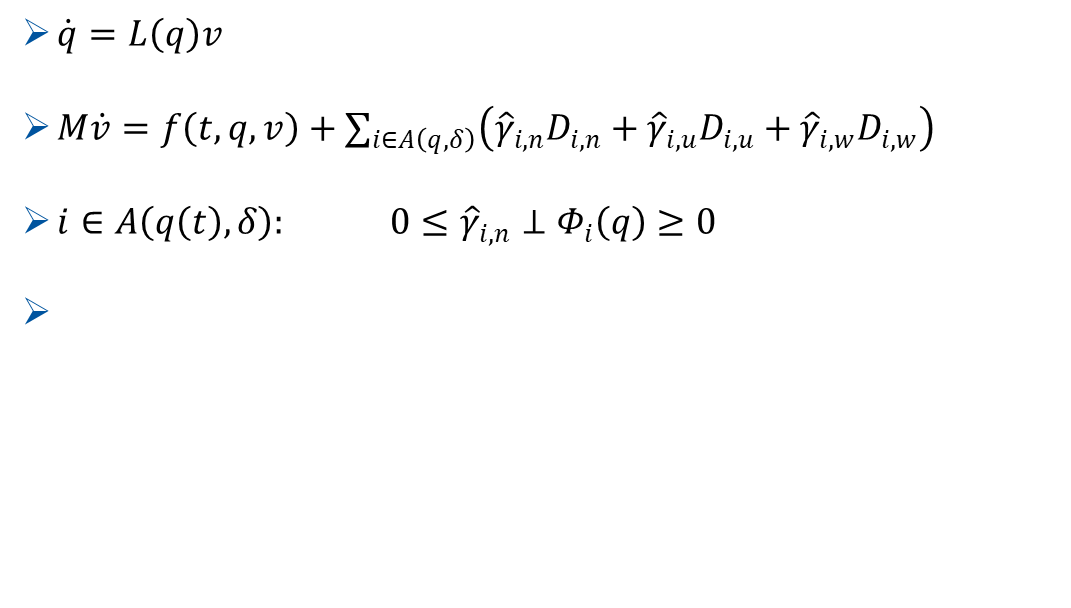 ➢ q̇ = L(q)v
➢ Mv̇ = f(t, q, v) + ∑_{i∈A(q,δ)}(γ̂_{i,n}D_{i,n} + γ̂_{i,u}D_{i,u} + γ̂_{i,w}D_{i,w})
➢ i ∈ A(q(t), δ): 0 ≤ γ̂_{i,n} ⊥ Φ_i(q) ≥ 0
➢